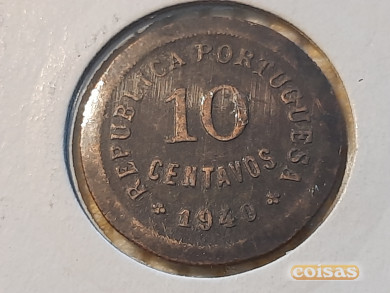 REPUBLICA PORTUGUESA
10
CENTAVOS
* 1940 *
coisas